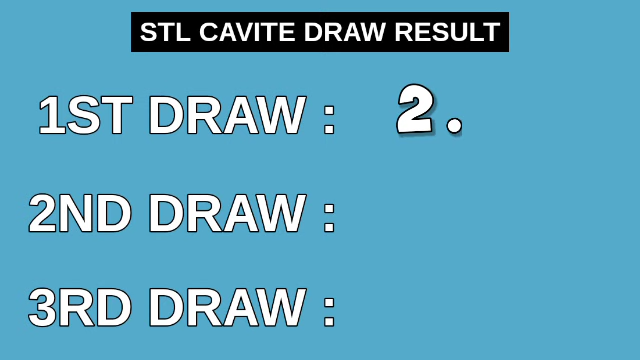 STL CAVITE DRAW RESULT
1ST DRAW : 2.
2ND DRAW :
3RD DRAW :